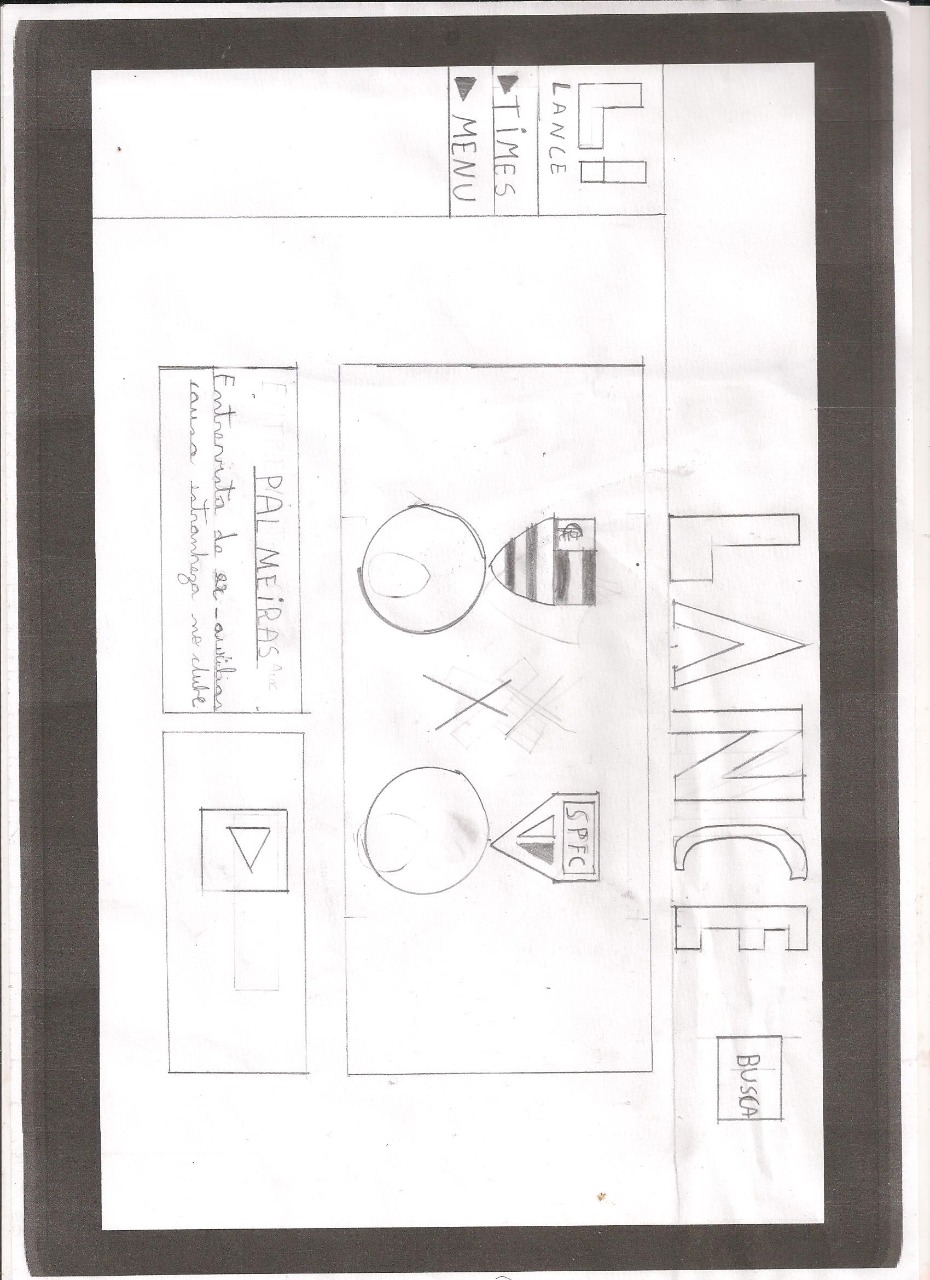 LANCE
BUSCA
L!
LANCE
TIMES
MENU
CRF
SPFC
X
PALMEIRAS
Entrevista de ex-auxiliar
causa estranheza no clube